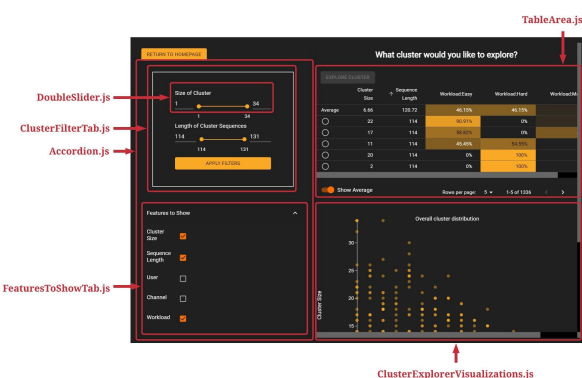 TableArea.js
RETURN TO HOMEPAGE
What cluster would you like to explore?
EXPLORE CLUSTER
Cluster Size ↑ Sequence Length Workload:Easy Workload:Hard
Average 6.66 120.72 46.15% 46.15%
22 114 90.91% 0%
17 114 58.82% 0%
11 114 45.45% 54.55%
20 114 0% 100%
2 114 0% 100%
Show Average Rows per page: 5 1-5 of 1336 < >
DoubleSlider.js
Size of Cluster
1 34
1 34
ClusterFilterTab.js
Length of Cluster Sequences
114 131
114 131
Accordion.js
APPLY FILTERS
Features to Show
Cluster Size
Sequence Length
User
Channel
Workload
FeaturesToShowTab.js
Overall cluster distribution
Cluster Size
30
25
20
15
ClusterExplorerVisualizations.js